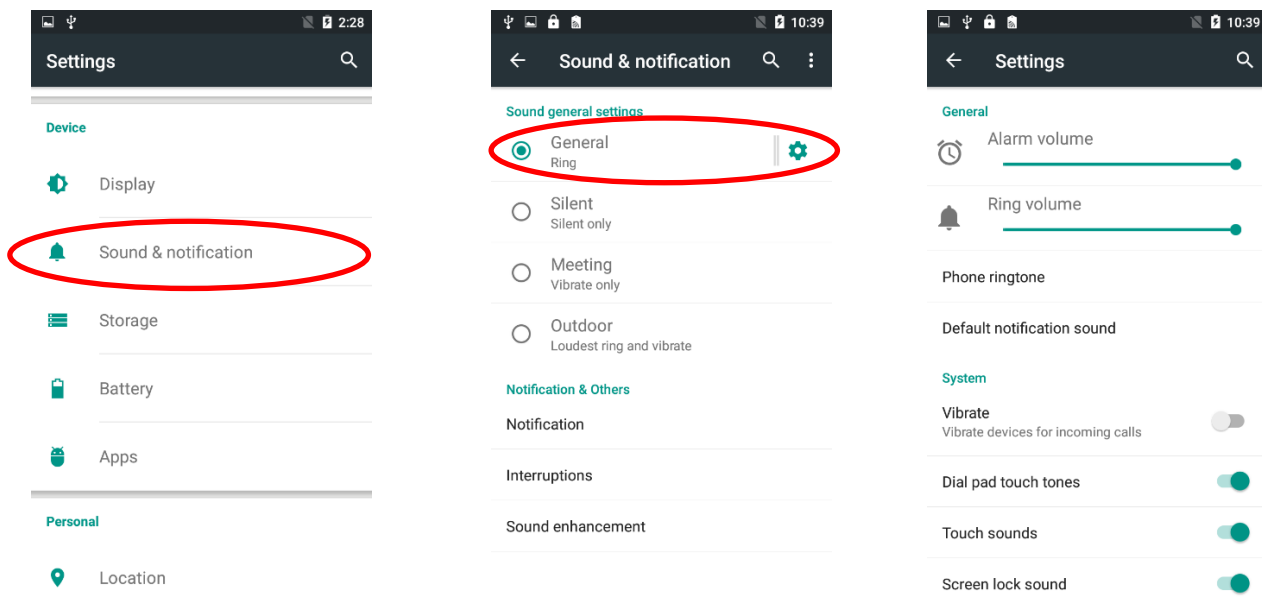 2:28
Settings
Device
Display
Sound & notification
Storage
Battery
Apps
Personal
Location
10:39
Sound & notification
Sound general settings
General
Ring
Silent
Silent only
Meeting
Vibrate only
Outdoor
Loudest ring and vibrate
Notification & Others
Notification
Interruptions
Sound enhancement
10:39
Settings
General
Alarm volume
Ring volume
Phone ringtone
Default notification sound
System
Vibrate
Vibrate devices for incoming calls
Dial pad touch tones
Touch sounds
Screen lock sound